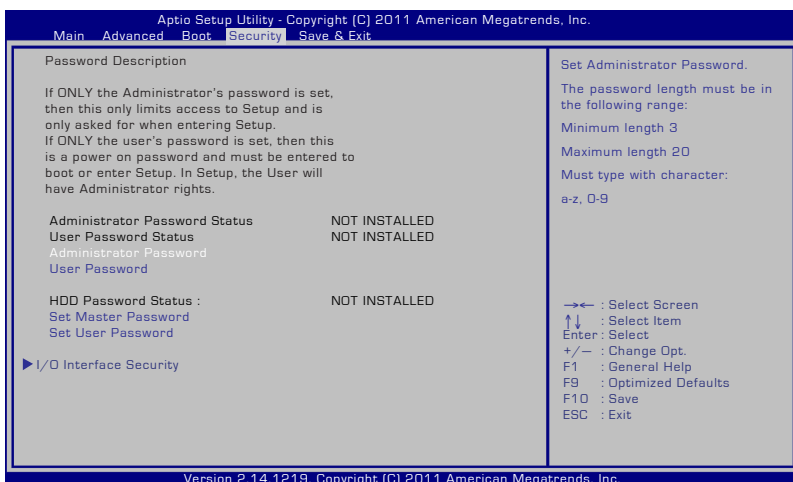 Aptio Setup Utility - Copyright (C) 2011 American Megatrends, Inc.
Main Advanced Boot Security Save & Exit
Password Description
If ONLY the Administrator's password is set,
then this only limits access to Setup and is
only asked for when entering Setup.
If ONLY the user's password is set, then this
is a power on password and must be entered to
boot or enter Setup. In Setup, the User will
have Administrator rights.
Administrator Password Status NOT INSTALLED
User Password Status NOT INSTALLED
Administrator Password
User Password
HDD Password Status : NOT INSTALLED
Set Master Password
Set User Password
I/O Interface Security
Set Administrator Password.
The password length must be in
the following range:
Minimum length 3
Maximum length 20
Must type with character:
a-z, 0-9
→← : Select Screen
↑↓ : Select Item
Enter : Select
+/— : Change Opt.
F1 : General Help
F9 : Optimized Defaults
F10 : Save
ESC : Exit
Version 2.14.1219. Copyright (C) 2011 American Megatrends, Inc.